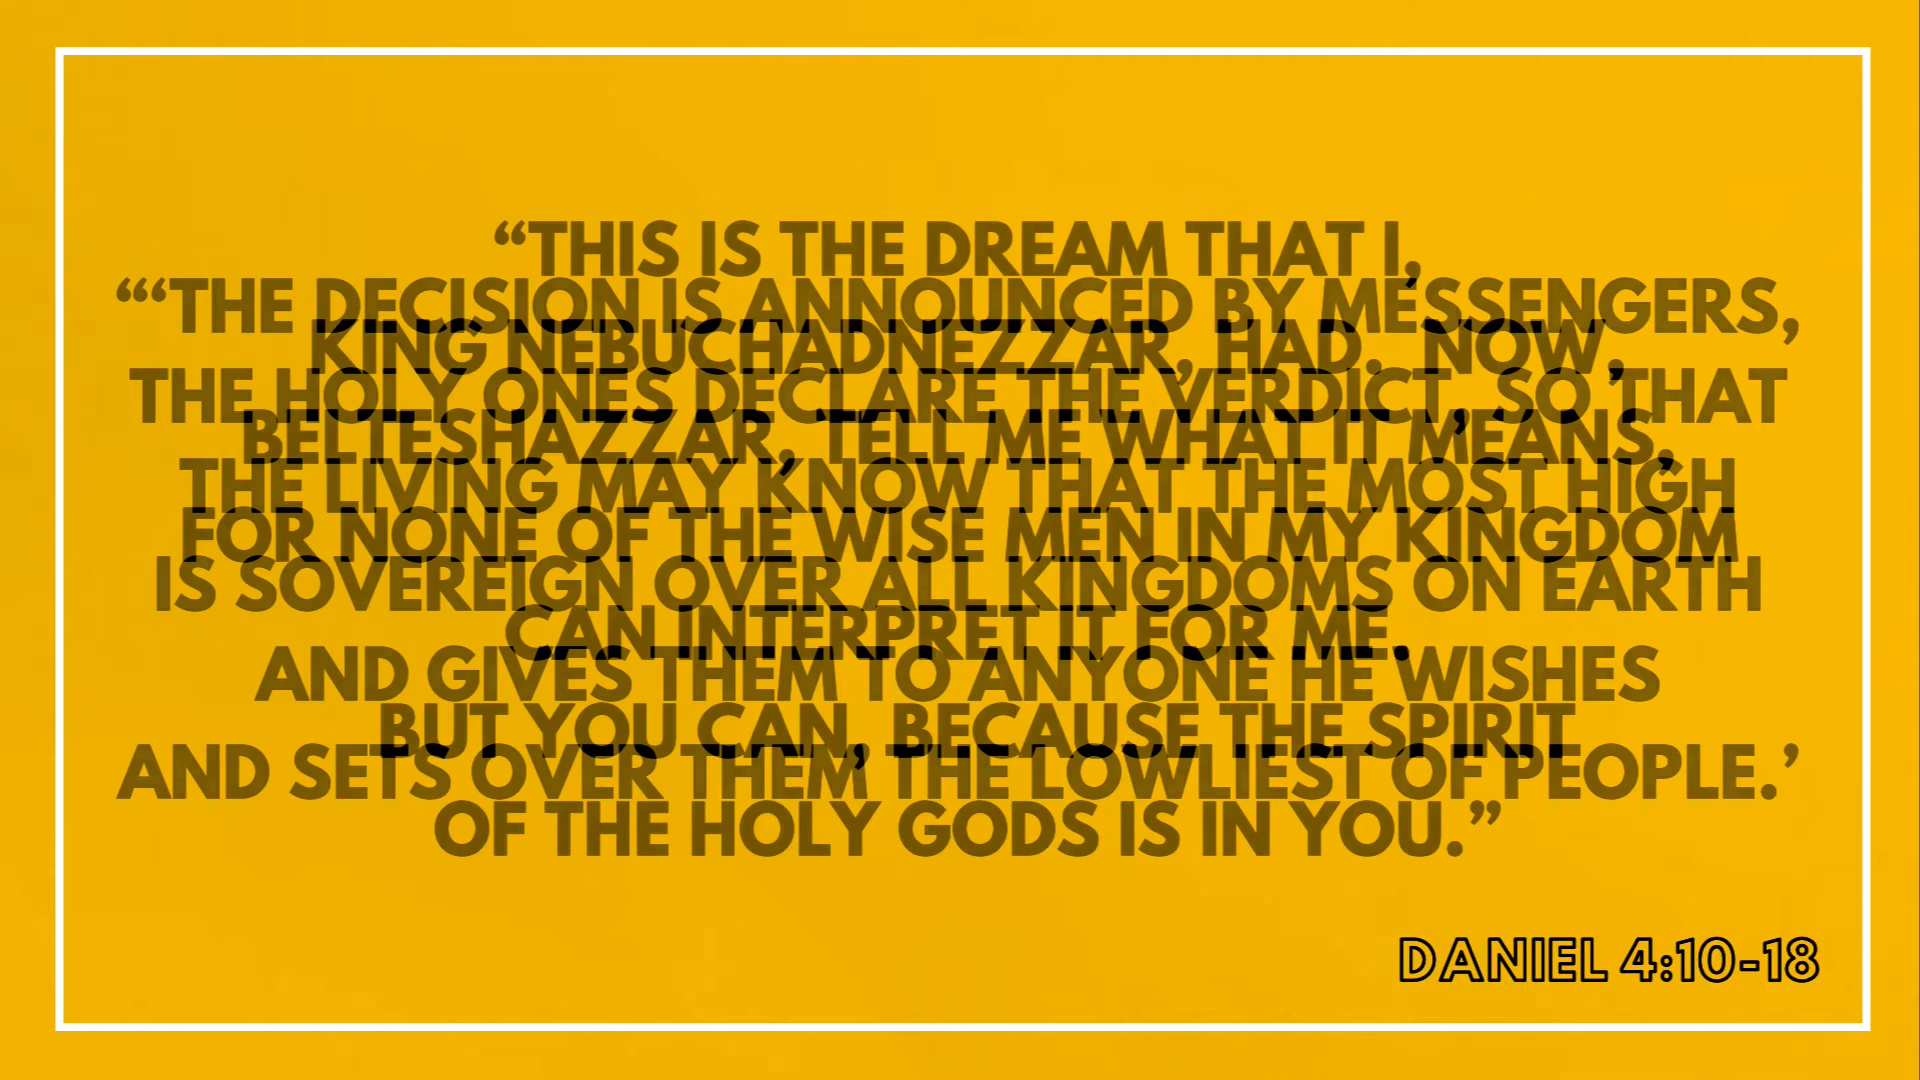 “THIS IS THE DREAM THAT I,
“‘THE DECISION IS ANNOUNCED BY MESSENGERS,
KING NEBUCHADNEZZAR, HAD. NOW,
THE HOLY ONES DECLARE THE VERDICT, SO THAT
BELTESHAZZAR, TELL ME WHAT IT MEANS,
THE LIVING MAY KNOW THAT THE MOST HIGH
FOR NONE OF THE WISE MEN IN MY KINGDOM
IS SOVEREIGN OVER ALL KINGDOMS ON EARTH
CAN INTERPRET IT FOR ME.
AND GIVES THEM TO ANYONE HE WISHES
BUT YOU CAN, BECAUSE THE SPIRIT
AND SETS OVER THEM THE LOWLIEST OF PEOPLE.’
OF THE HOLY GODS IS IN YOU.”
DANIEL 4:10-18